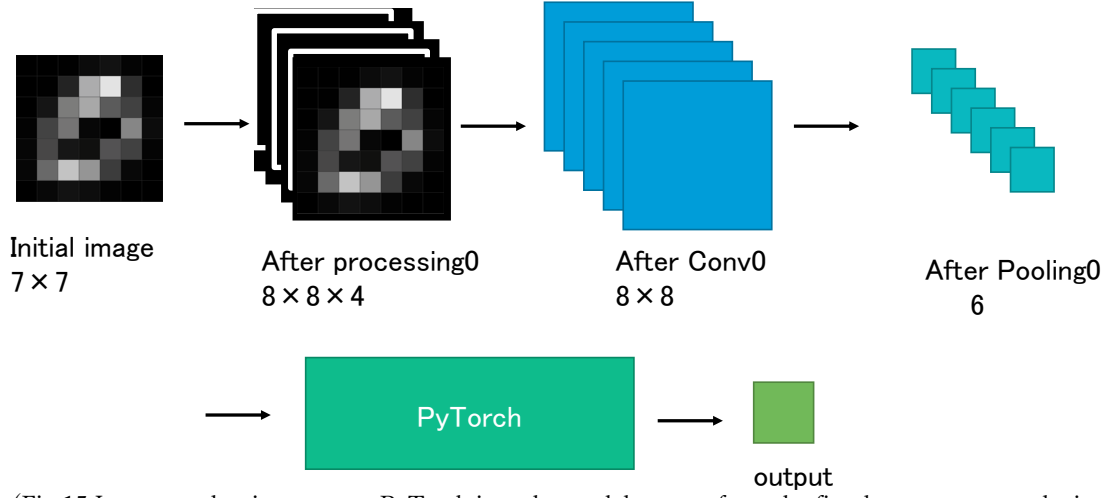 Initial image
7×7
After processing0
8×8×4
After Conv0
8×8
After Pooling0
6
PyTorch
output